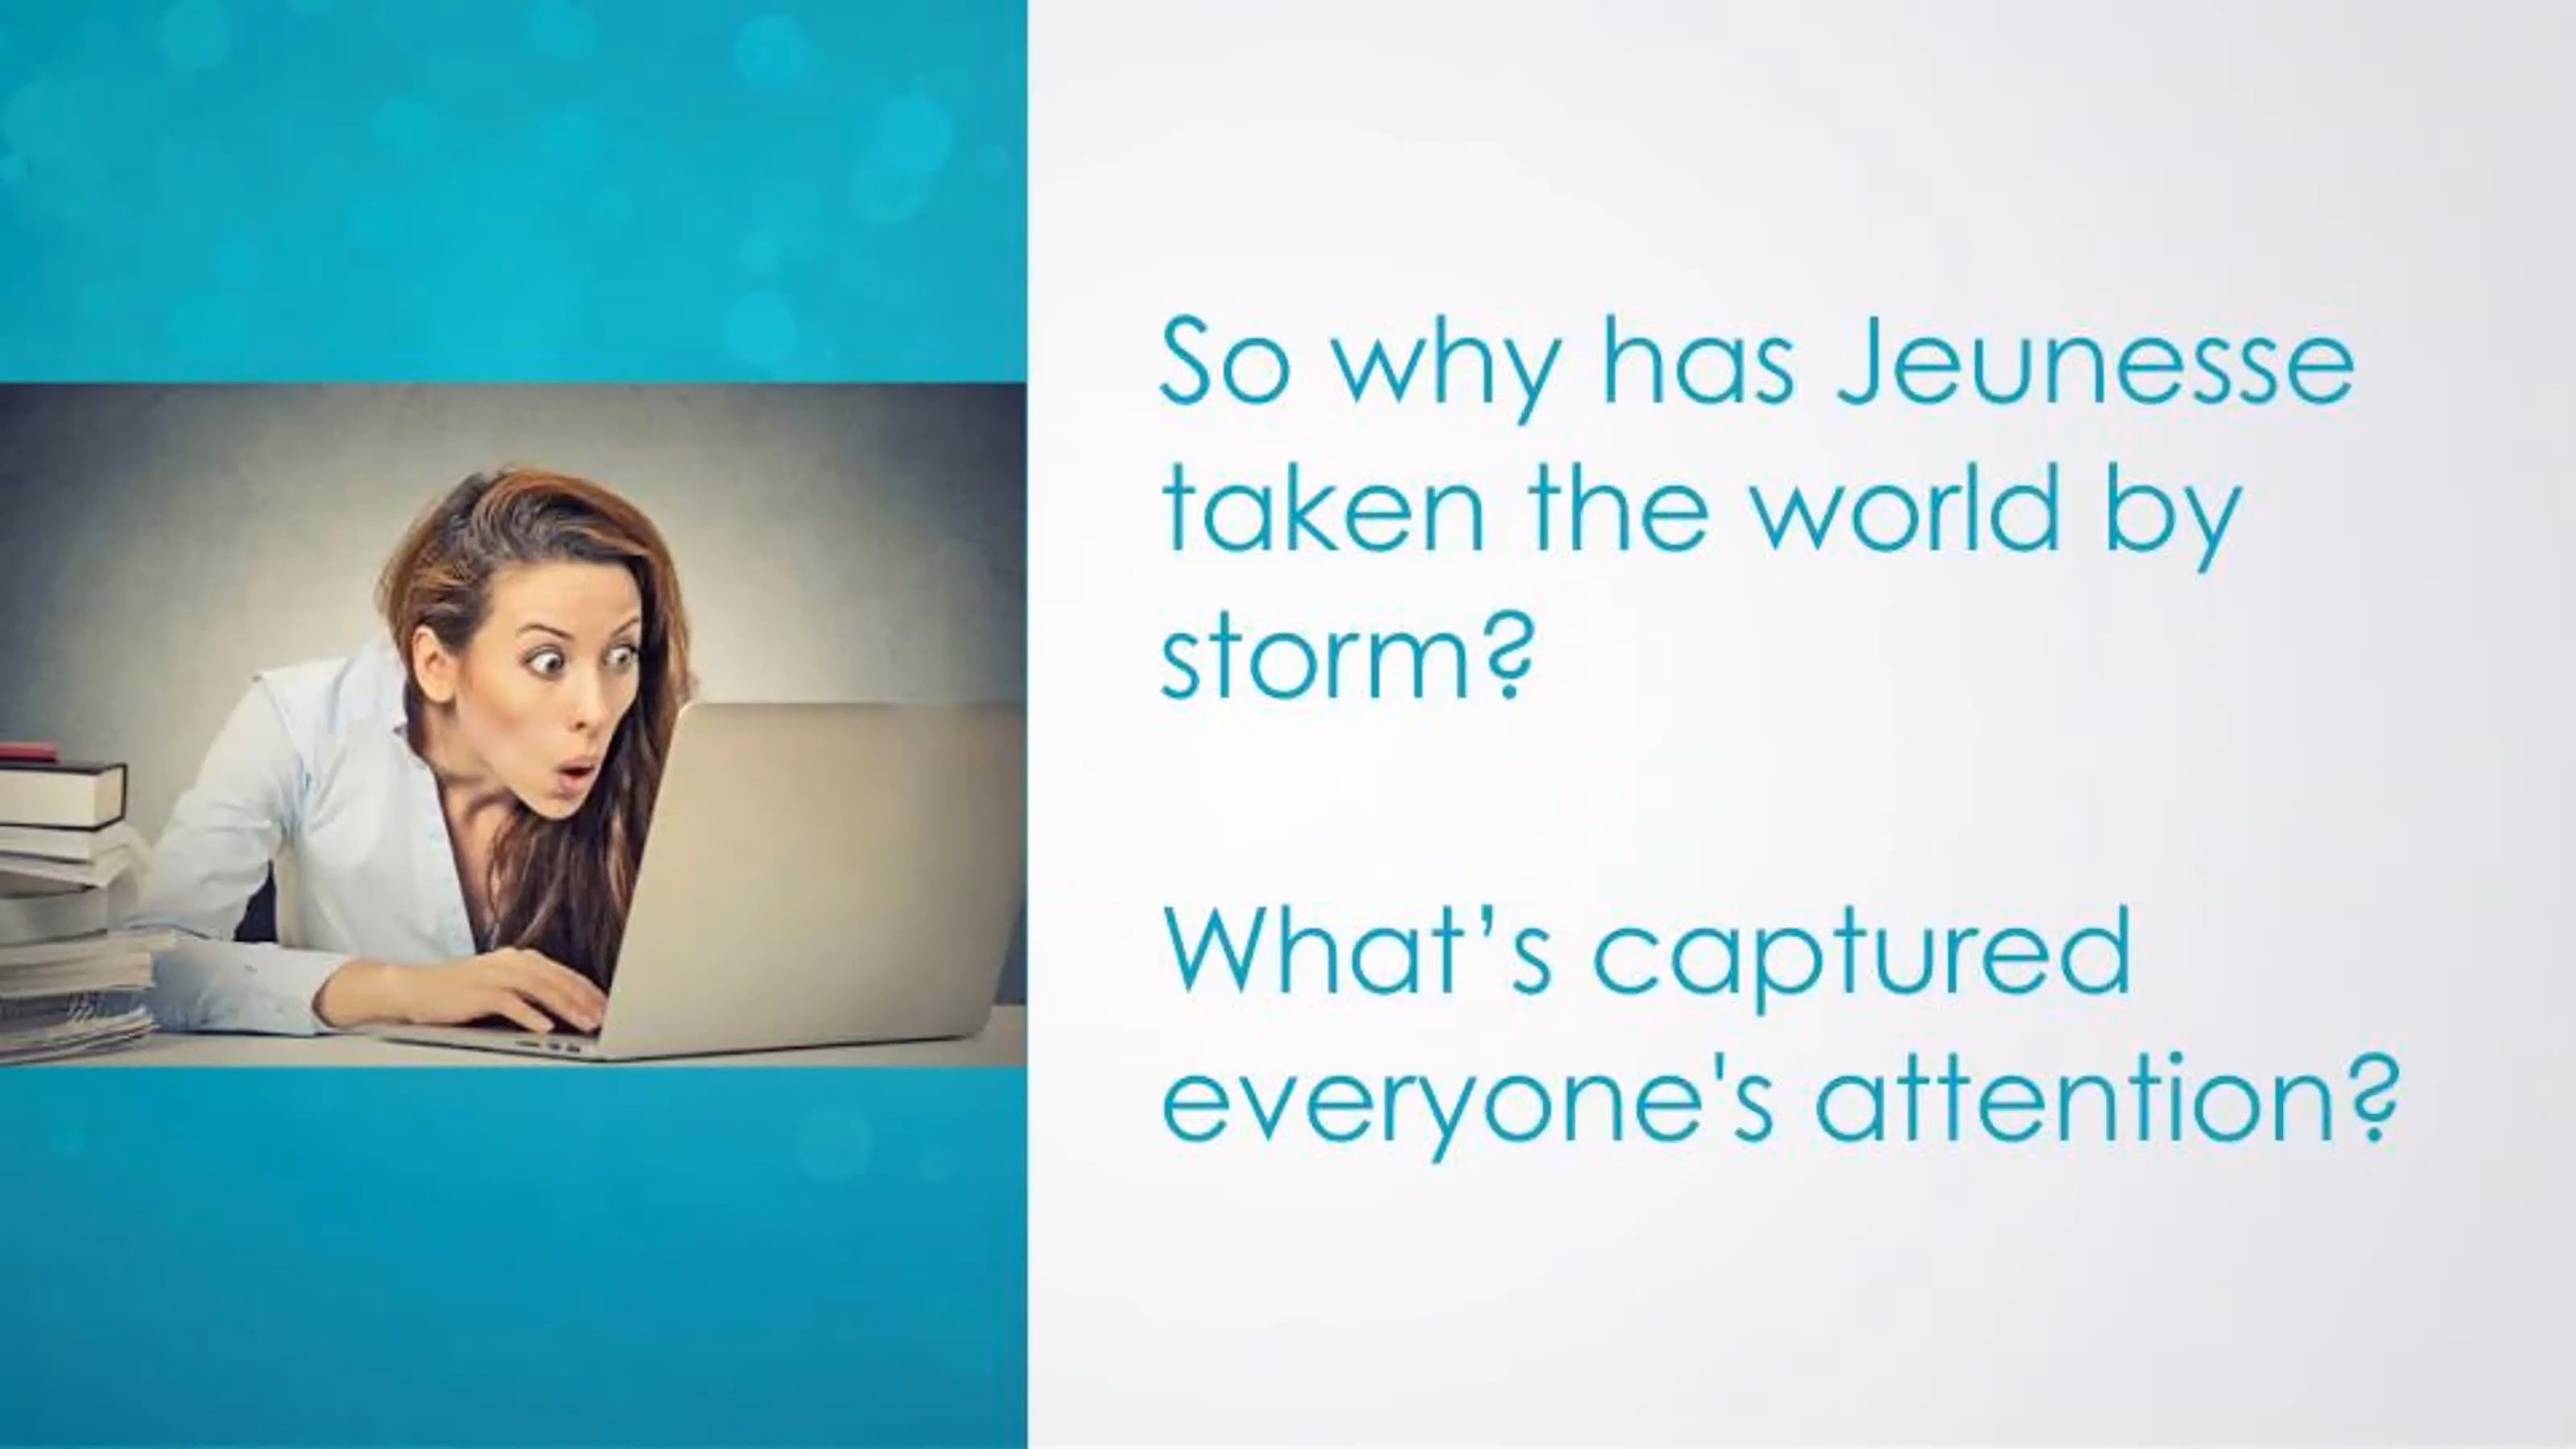 So why has Jeunesse
taken the world by
storm?
What’s captured
everyone's attention?